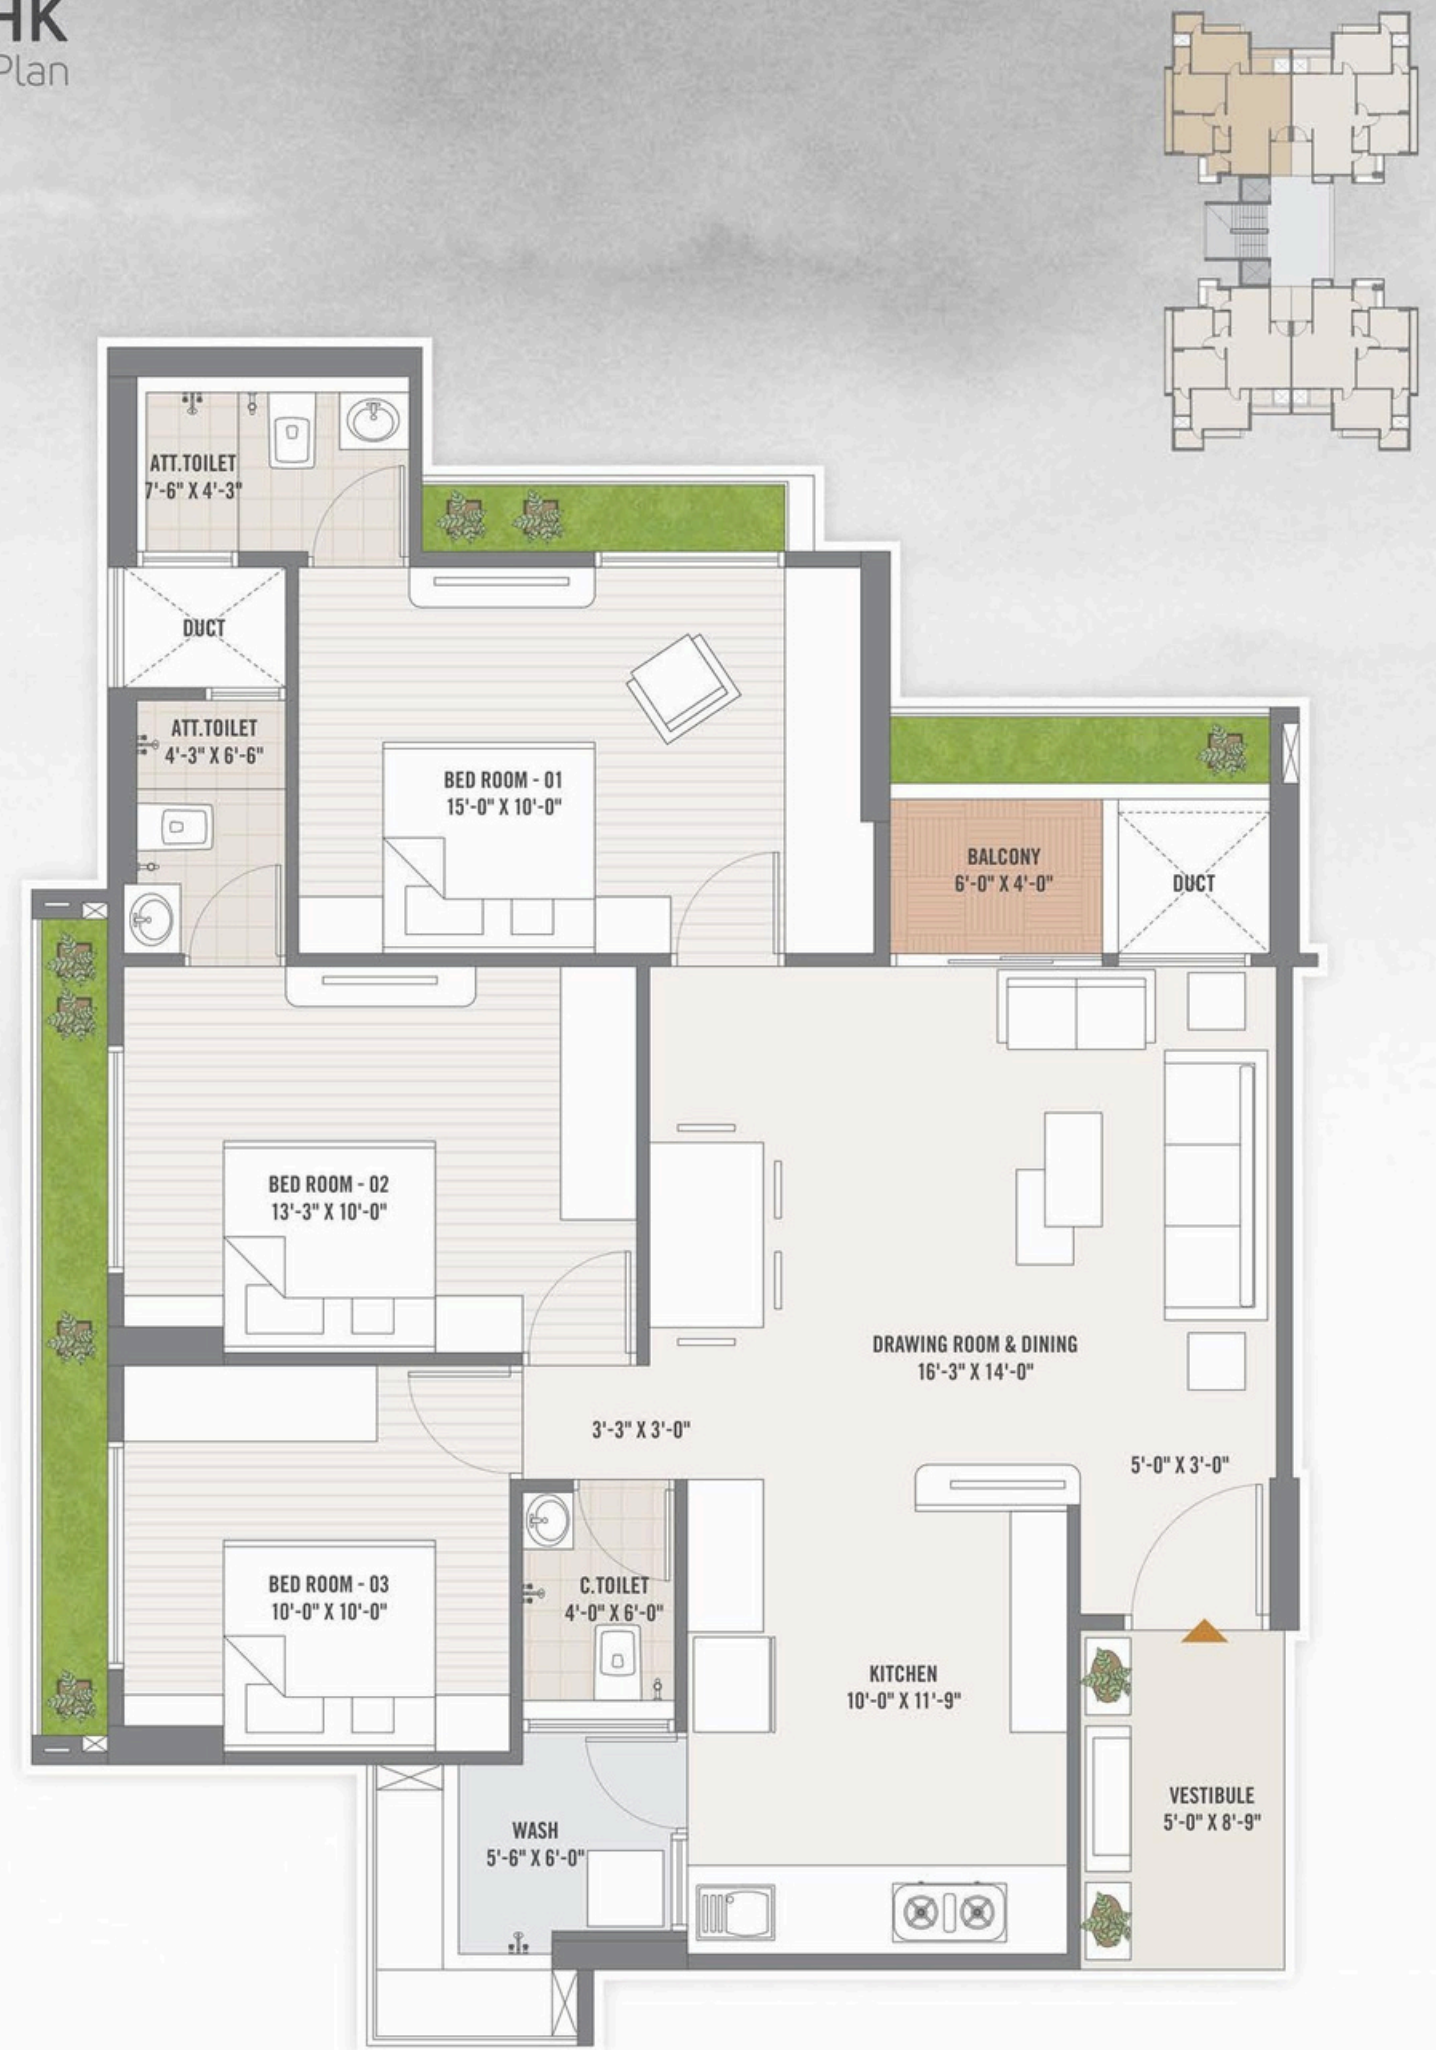 HK
Plan
ATT.TOILET
7'-6" X 4'-3"
DUCT
ATT.TOILET
4'-3" X 6'-6"
BED ROOM - 01
15'-0" X 10'-0"
BALCONY
6'-0" X 4'-0"
DUCT
BED ROOM - 02
13'-3" X 10'-0"
DRAWING ROOM & DINING
16'-3" X 14'-0"
3'-3" X 3'-0"
5'-0" X 3'-0"
BED ROOM - 03
10'-0" X 10'-0"
C.TOILET
4'-0" X 6'-0"
KITCHEN
10'-0" X 11'-9"
VESTIBULE
5'-0" X 8'-9"
WASH
5'-6" X 6'-0"